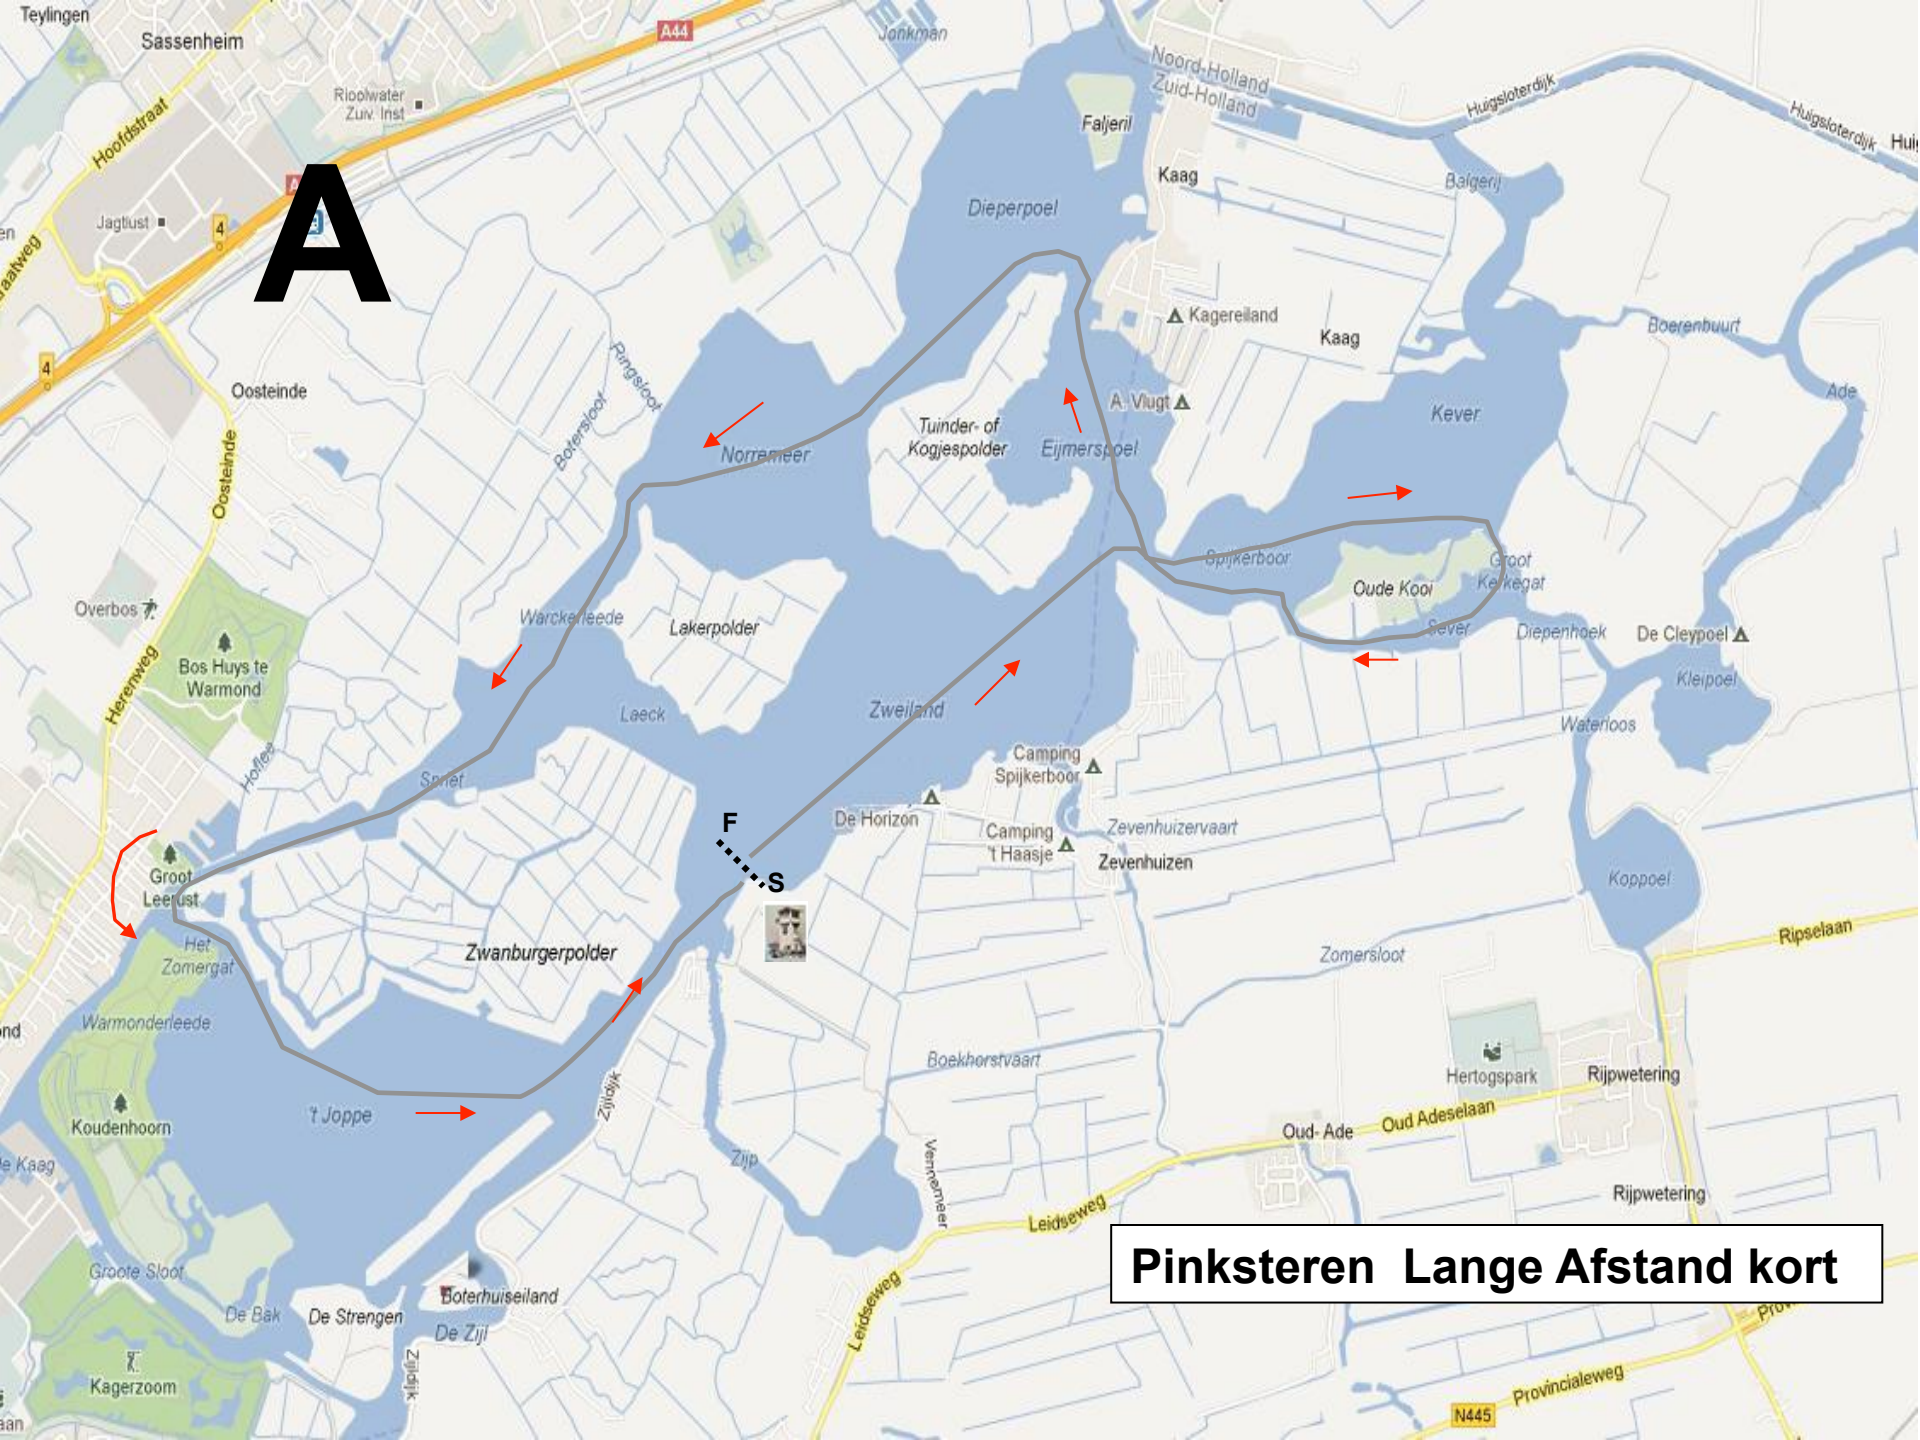 Teylingen
Sassenheim
A44
Jonkman
Noord-Holland
Zuid-Holland
Huigsloterdijk
Huigsloterdijk
Rioolwater
Zuiv. Inst
Hoofdstraat
Faljeril
Kaag
Balgerij
A
Jagtlust
4
Dieperpoel
4
Kagereiland
Kaag
Boerenbuurt
Ringsloot
Oosteinde
Botersloot
A. Vlugt
Kever
Ade
Tuinder- of
Kogjespolder
Norremeer
Eijmerspoel
Oosteinde
Spijkerboor
Groot
Kerkegat
Oude Kooi
Overbos
Warckerleede
Lakerpolder
Sever
Diepenhoek
De Cleypoel
Bos Huys te
Warmond
Herenweg
Kleipoel
Laeck
Zweiland
Waterloos
Hoflee
Spriet
Camping
Spijkerboor
De Horizon
F
Camping
't Haasje
Zevenhuizervaart
Zevenhuizen
Groot
Leerust
S
Koppoel
Het
Zomergat
Zwanburgerpolder
Zomersloot
Ripselaan
Warmonderleede
Boekhorstvaart
Hertogspark
Rijpwetering
't Joppe
Zijldijk
Koudenhoorn
Oud Adeselaan
Oud- Ade
Zijp
Vennemeer
Rijpwetering
Leidseweg
Pinksteren Lange Afstand kort
Groote Sloot
Boterhuiseiland
De Bak
De Strengen
De Zijl
Leidseweg
Zijldijk
Kagerzoom
Provincialeweg
N445